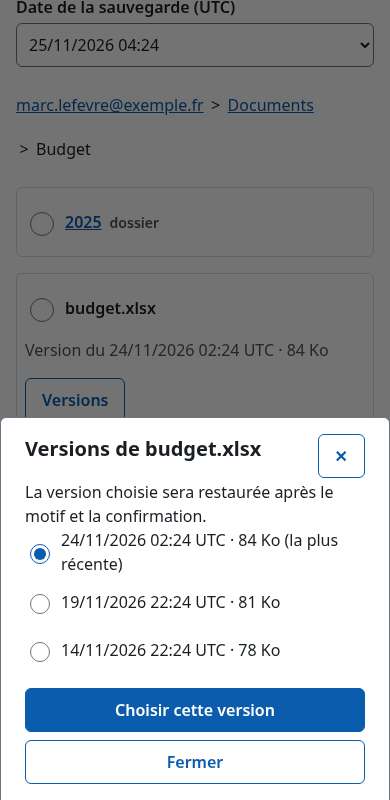 Date de la sauvegarde (UTC)
25/11/2026 04:24
marc.lefevre@exemple.fr > Documents
> Budget
2025 dossier
budget.xlsx
Version du 24/11/2026 02:24 UTC · 84 Ko
Versions
Versions de budget.xlsx
×
La version choisie sera restaurée après le
motif et la confirmation.
24/11/2026 02:24 UTC · 84 Ko (la plus
récente)
19/11/2026 22:24 UTC · 81 Ko
14/11/2026 22:24 UTC · 78 Ko
Choisir cette version
Fermer